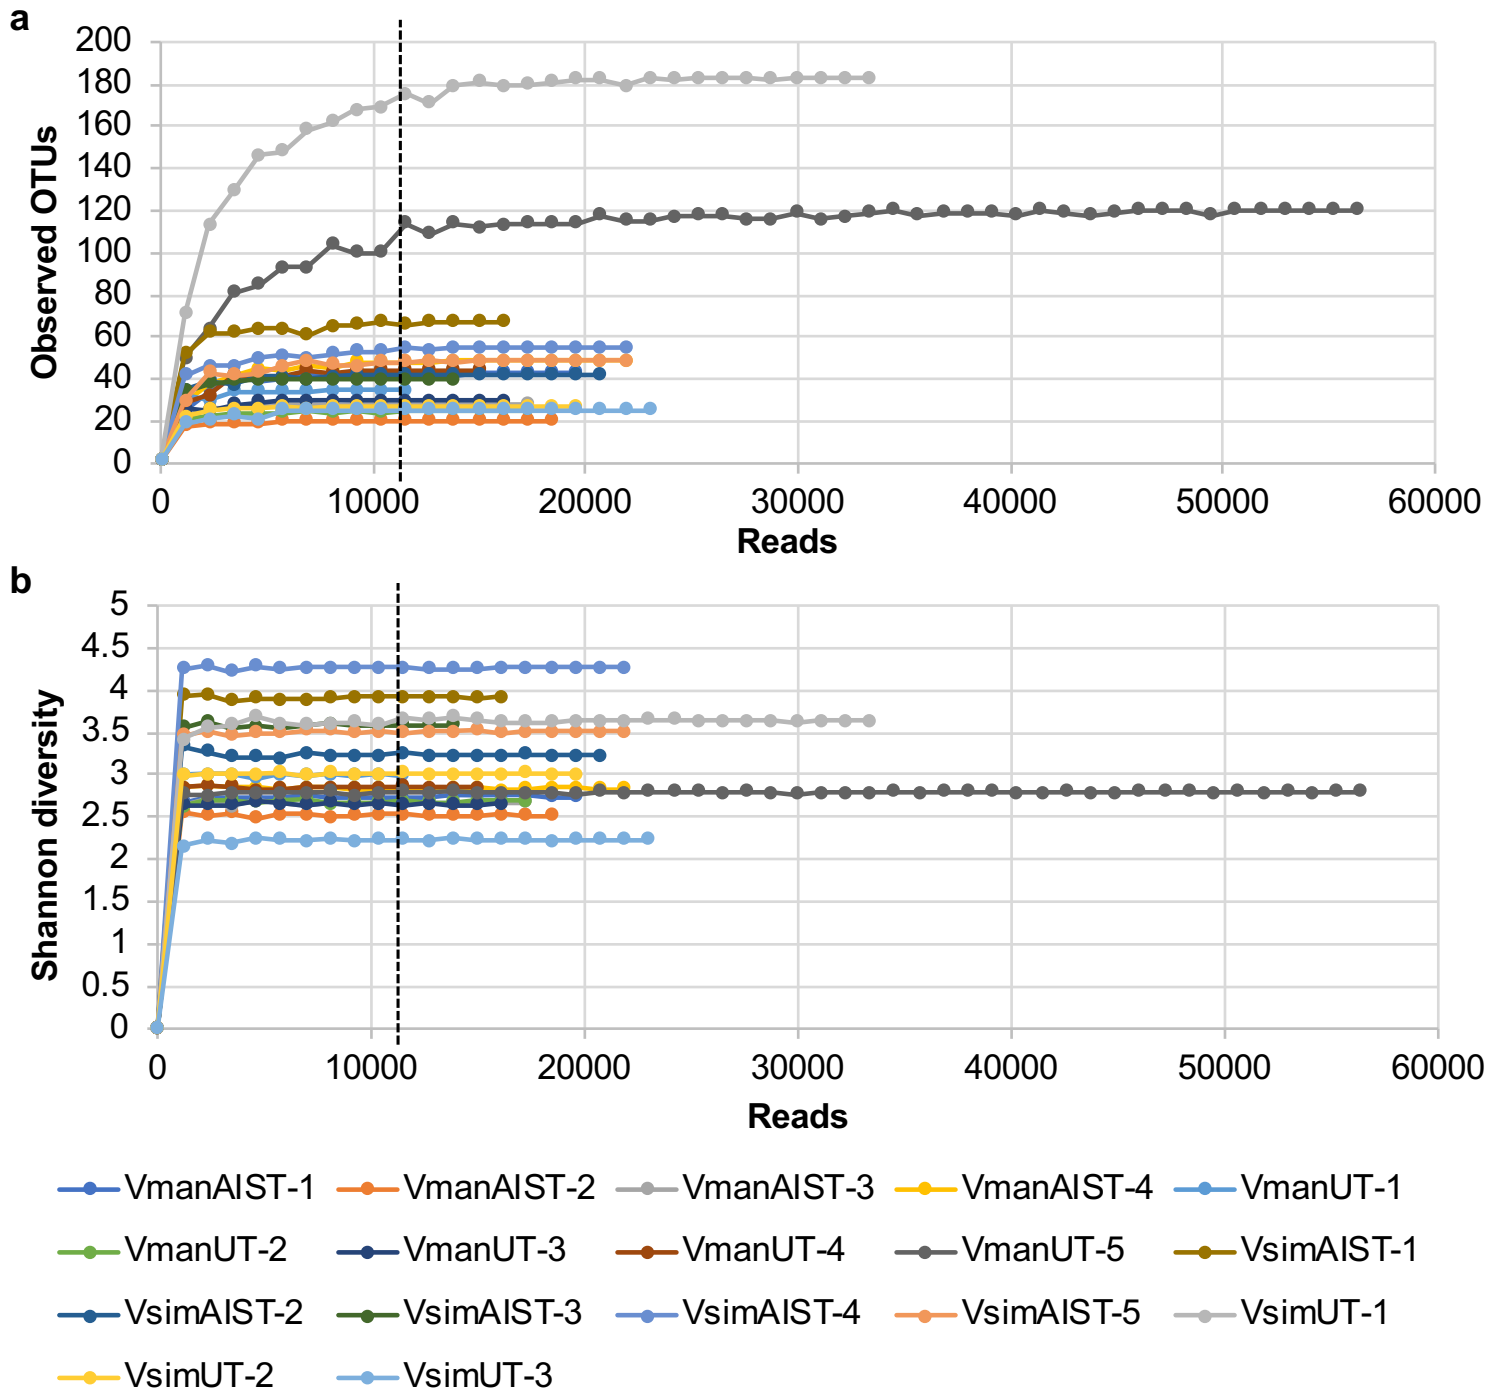 a
200
180
160
140
120
100
80
60
40
20
0
Observed OTUs
0 10000 20000 30000 40000 50000 60000
Reads
b
5
4.5
4
3.5
3
2.5
2
1.5
1
0.5
0
Shannon diversity
0 10000 20000 30000 40000 50000 60000
Reads
VmanAIST-1 VmanAIST-2 VmanAIST-3 VmanAIST-4 VmanUT-1
VmanUT-2 VmanUT-3 VmanUT-4 VmanUT-5 VsimAIST-1
VsimAIST-2 VsimAIST-3 VsimAIST-4 VsimAIST-5 VsimUT-1
VsimUT-2 VsimUT-3